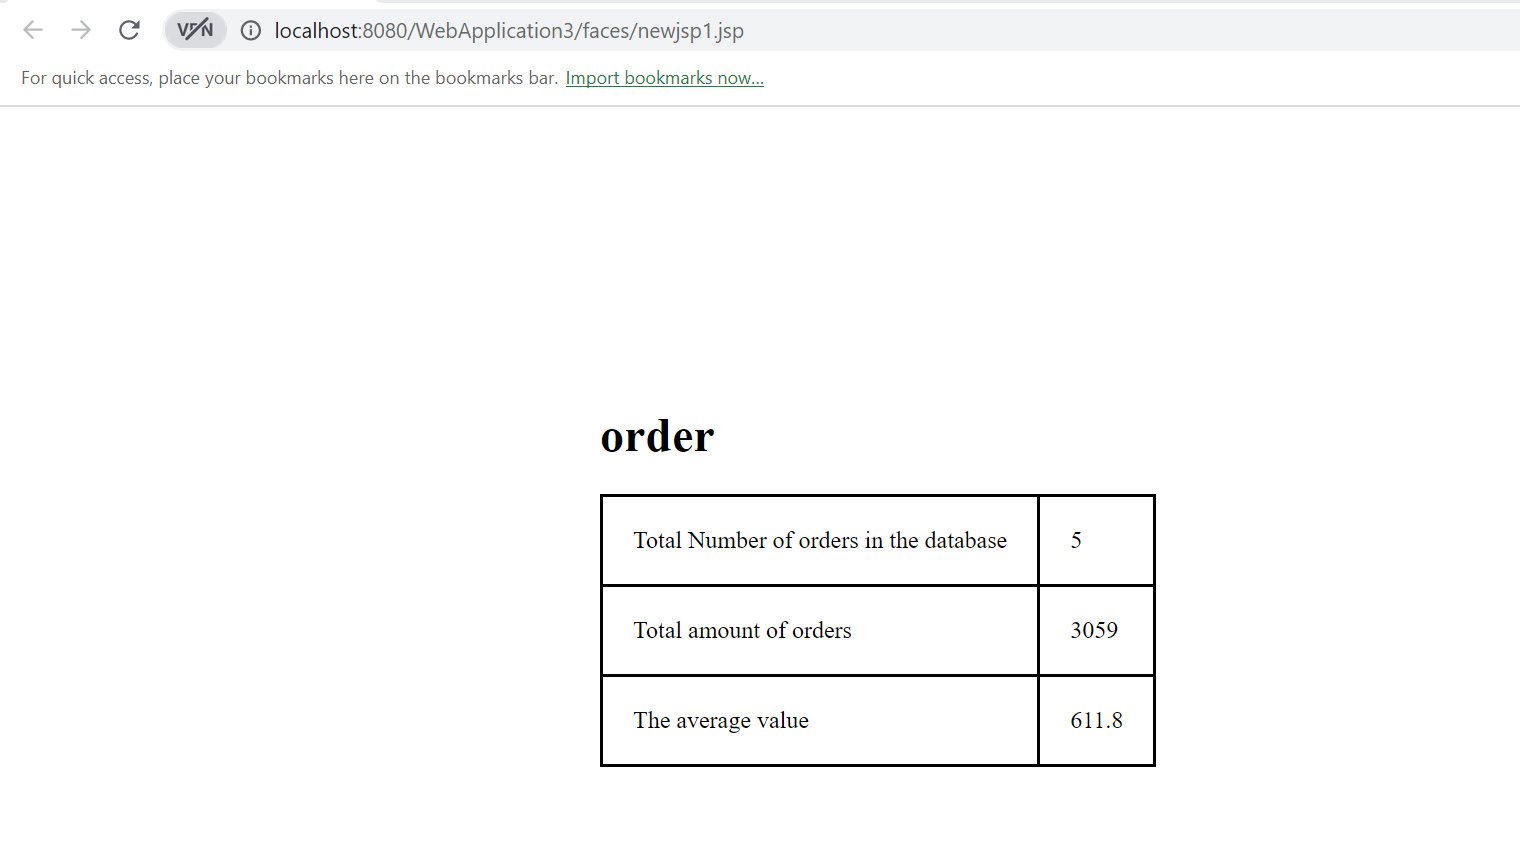 VPN localhost:8080/WebApplication3/faces/newjsp1.jsp
For quick access, place your bookmarks here on the bookmarks bar. Import bookmarks now...
order
Total Number of orders in the database 5
Total amount of orders 3059
The average value 611.8